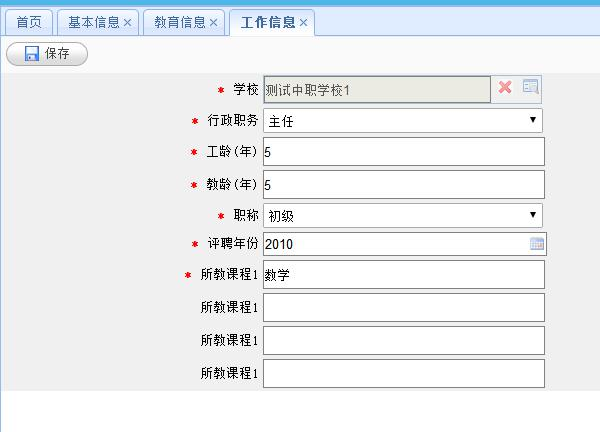 首页 基本信息 教育信息 工作信息
保存
* 学校 测试中职学校1
* 行政职务 主任
* 工龄(年) 5
* 教龄(年) 5
* 职称 初级
* 评聘年份 2010
* 所教课程1 数学
所教课程1
所教课程1
所教课程1